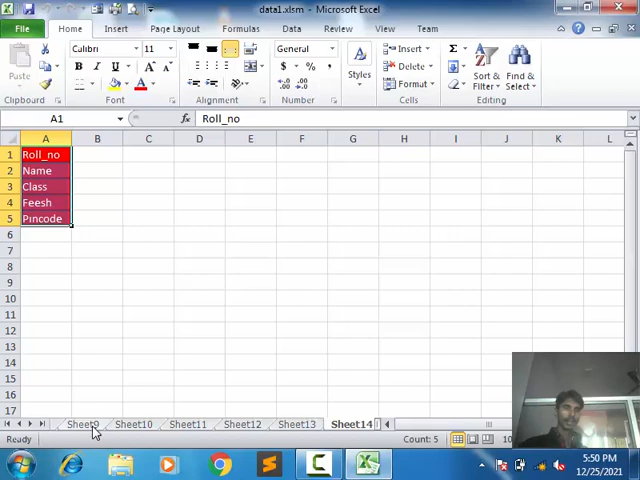 data1.xlsm - Microsoft Excel
File Home Insert Page Layout Formulas Data Review View Team
Calibri 11 General Insert Σ
Paste B I U A A $ % , Styles Delete Sort & Filter Find & Select
Format
Clipboard Font Alignment Number Cells Editing
A1 fx Roll_no
A B C D E F G H I J K L
1 Roll_no
2 Name
3 Class
4 Feesh
5 Pincode
6
7
8
9
10
11
12
13
14
15
16
17
Sheet9 Sheet10 Sheet11 Sheet12 Sheet13 Sheet14
Ready Count: 5 10
5:50 PM
12/25/2021